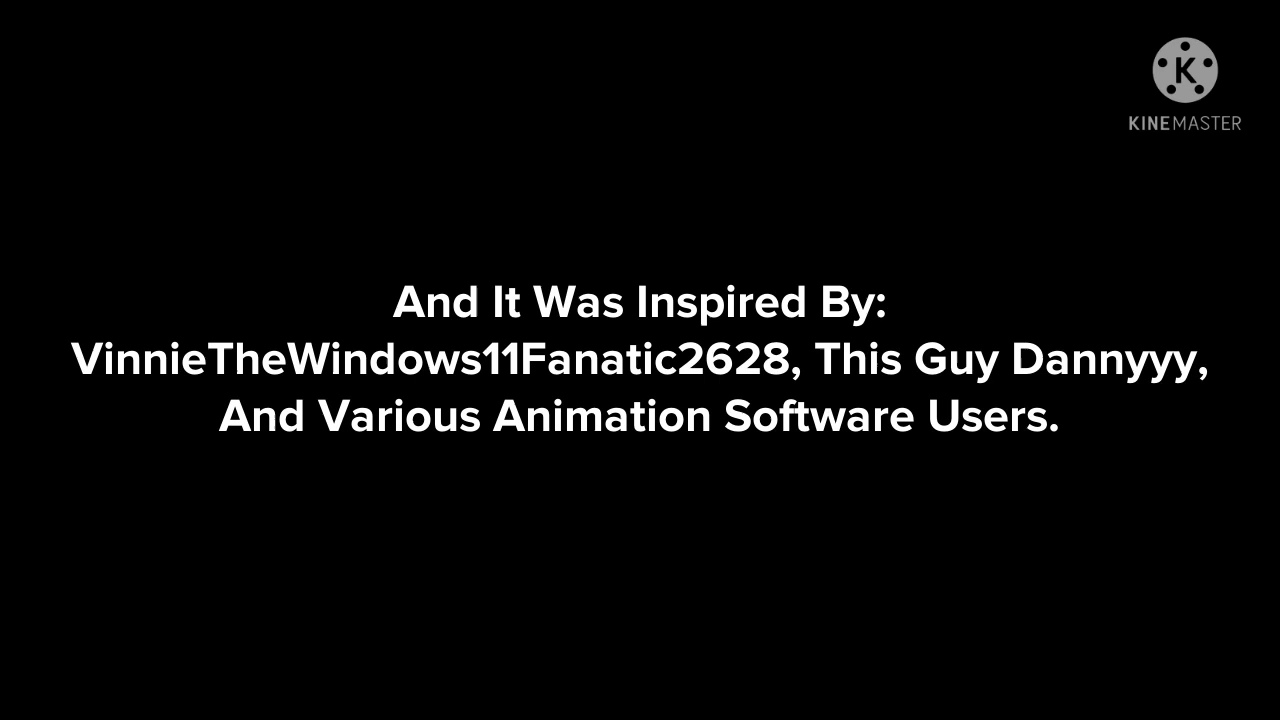 KINEMASTER
And It Was Inspired By:
VinnieTheWindows11Fanatic2628, This Guy Dannyyy,
And Various Animation Software Users.